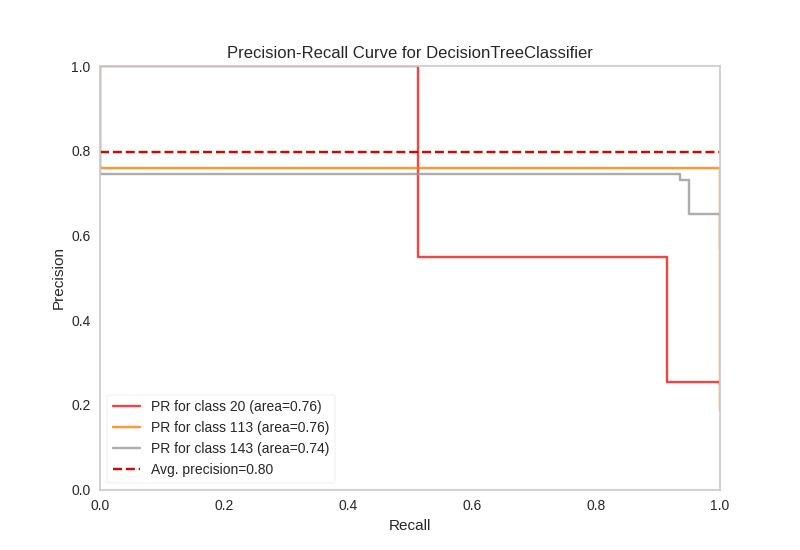 Precision-Recall Curve for DecisionTreeClassifier
1.0
0.8
0.6
0.4
0.2
0.0
Precision
PR for class 20 (area=0.76)
PR for class 113 (area=0.76)
PR for class 143 (area=0.74)
Avg. precision=0.80
0.0 0.2 0.4 0.6 0.8 1.0
Recall